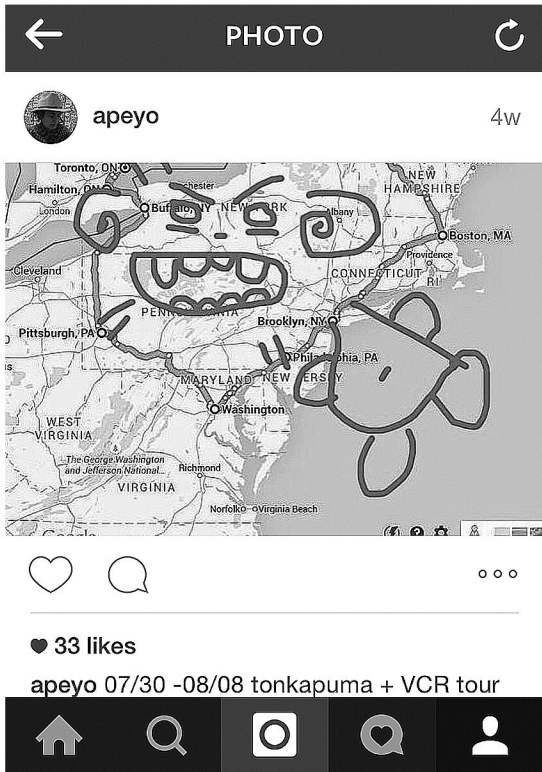 PHOTO
apeyo
4w
Toronto, ON
NEW
HAMPSHIRE
Hamilton, ON
London
Buffalo, NY
NEW YORK
Albany
Boston, MA
Providence
Cleveland
CONNECTICUT
RI
Brooklyn, NY
Pittsburgh, PA
Philadelphia, PA
MARYLAND
NEW JERSEY
Washington
WEST
VIRGINIA
The George Washington
and Jefferson National...
Richmond
VIRGINIA
Norfolk
Virginia Beach
Google
33 likes
apeyo 07/30 -08/08 tonkapuma + VCR tour